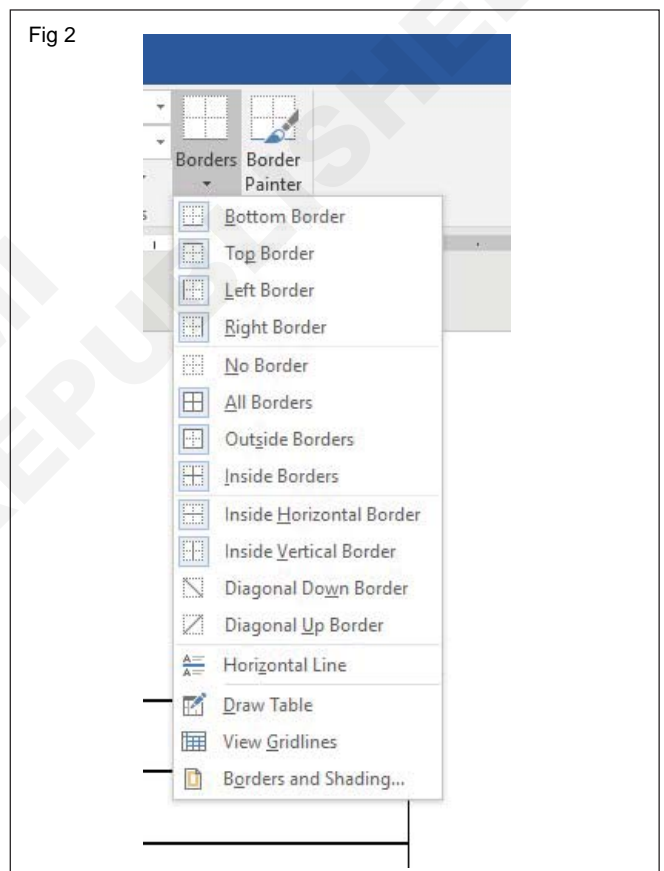 Fig 2
Borders Border
Painter
s
Bottom Border
Top Border
Left Border
Right Border
No Border
All Borders
Outside Borders
Inside Borders
Inside Horizontal Border
Inside Vertical Border
Diagonal Down Border
Diagonal Up Border
Horizontal Line
Draw Table
View Gridlines
Borders and Shading...